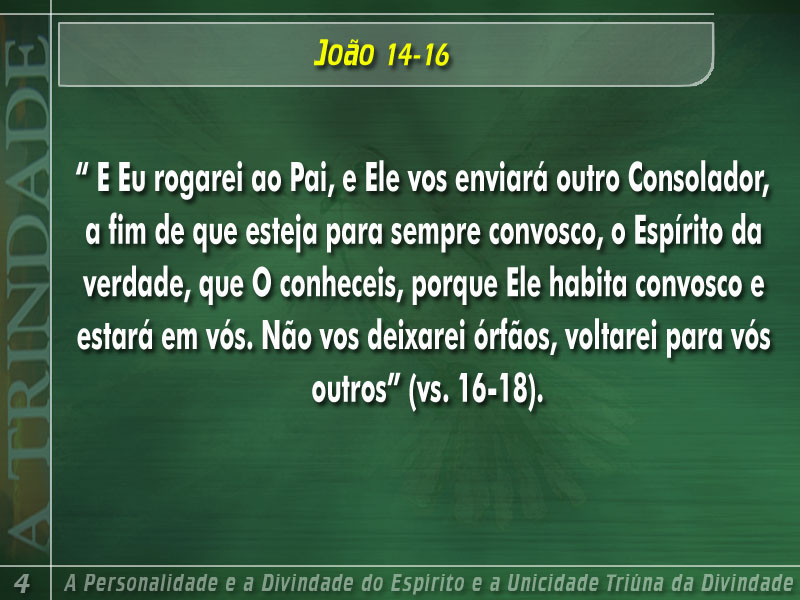 João 14-16
“ E Eu rogarei ao Pai, e Ele vos enviará outro Consolador,
a fim de que esteja para sempre convosco, o Espírito da
verdade, que O conheceis, porque Ele habita convosco e
estará em vós. Não vos deixarei órfãos, voltarei para vós
outros” (vs. 16-18).
A TRINDADE
4
A Personalidade e a Divindade do Espírito e a Unicidade Triúna da Divindade